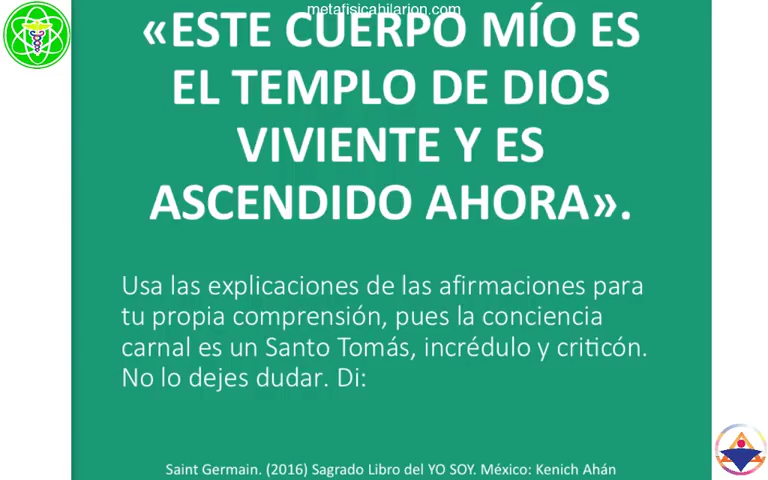 metafisicahilarion.com
«ESTE CUERPO MÍO ES
EL TEMPLO DE DIOS
VIVIENTE Y ES
ASCENDIDO AHORA».
Usa las explicaciones de las afirmaciones para
tu propia comprensión, pues la conciencia
carnal es un Santo Tomás, incrédulo y criticón.
No lo dejes dudar. Di:
Saint Germain. (2016) Sagrado Libro del YO SOY. México: Kenich Ahán